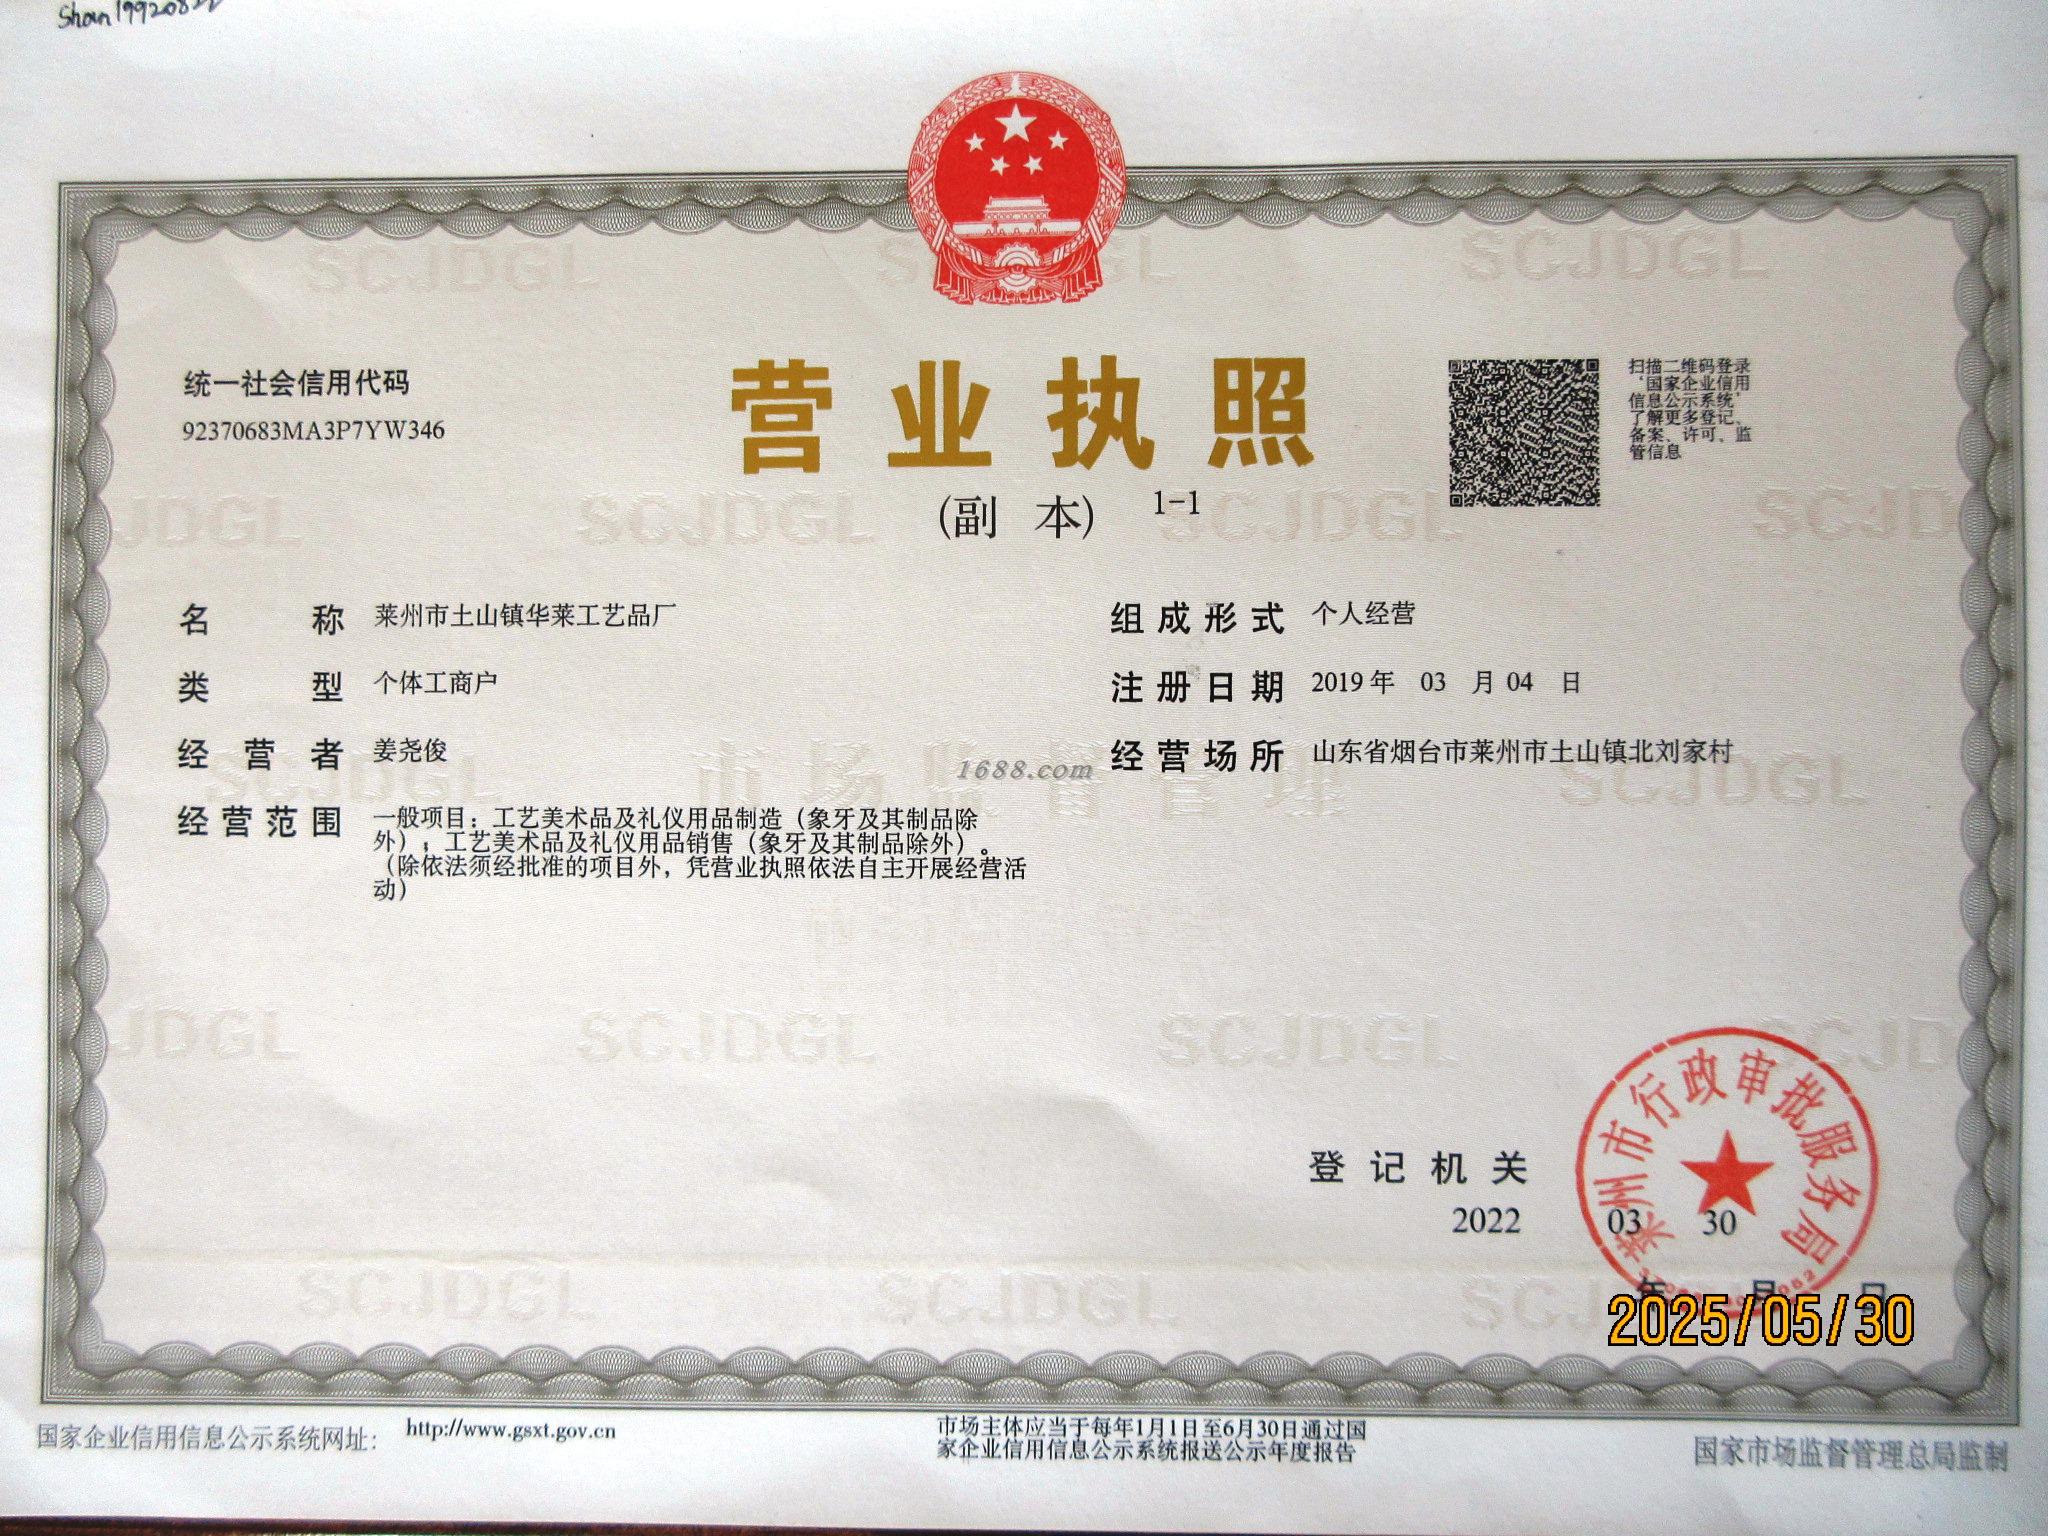 Shan199208
统一社会信用代码
92370683MA3P7YW346
营业执照
(副 本) 1-1
扫描二维码登录
‘国家企业信用
信息公示系统’
了解更多登记、
备案、许可、监
管信息
名 称 莱州市土山镇华莱工艺品厂
类 型 个体工商户
经 营 者 姜尧俊
经营范围 一般项目：工艺美术品及礼仪用品制造（象牙及其制品除
外）；工艺美术品及礼仪用品销售（象牙及其制品除外）。
（除依法须经批准的项目外，凭营业执照依法自主开展经营活
动）
组成形式 个人经营
注册日期 2019 年 03 月 04 日
经营场所 山东省烟台市莱州市土山镇北刘家村
1688.com
SCJDGL
市场监督管理
登记机关
2022 03 30
年 月 日
莱州市行政审批服务局
2025/05/30
国家企业信用信息公示系统网址： http://www.gsxt.gov.cn
市场主体应当于每年1月1日至6月30日通过国
家企业信用信息公示系统报送公示年度报告
国家市场监督管理总局监制